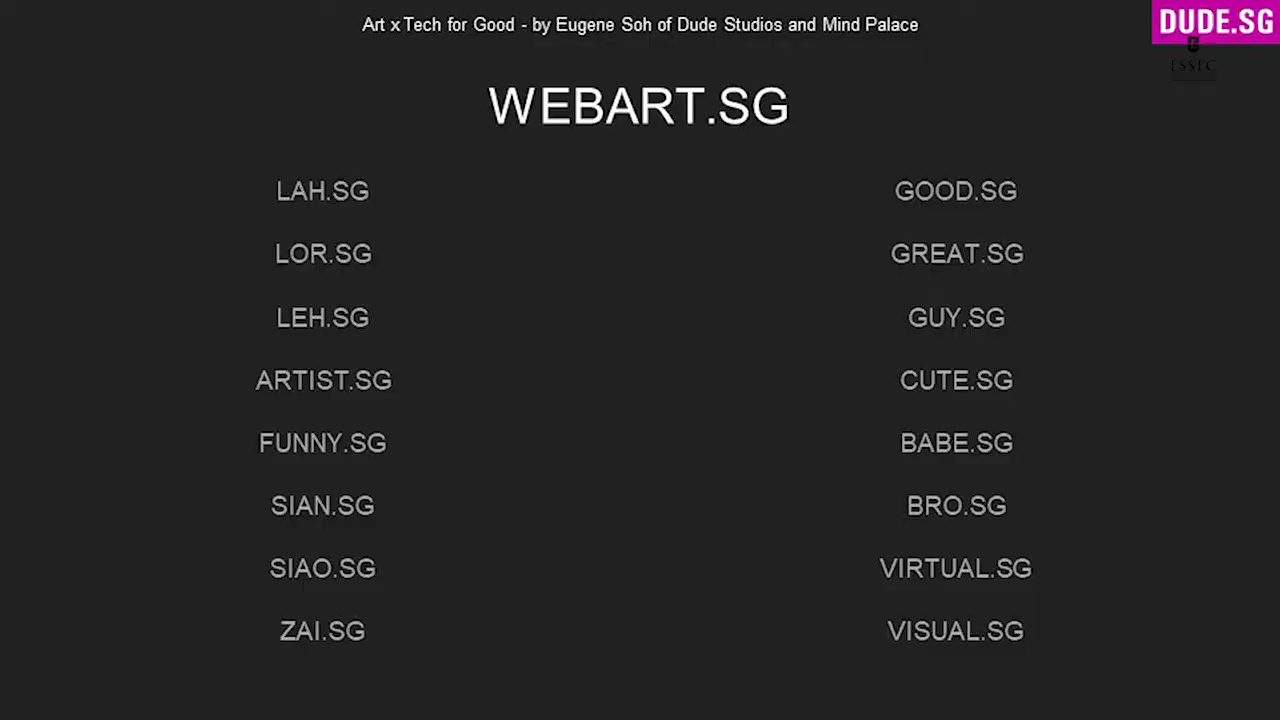 Art x Tech for Good - by Eugene Soh of Dude Studios and Mind Palace
DUDE.SG
ESSEC
WEBART.SG
LAH.SG
LOR.SG
LEH.SG
ARTIST.SG
FUNNY.SG
SIAN.SG
SIAO.SG
ZAI.SG
GOOD.SG
GREAT.SG
GUY.SG
CUTE.SG
BABE.SG
BRO.SG
VIRTUAL.SG
VISUAL.SG